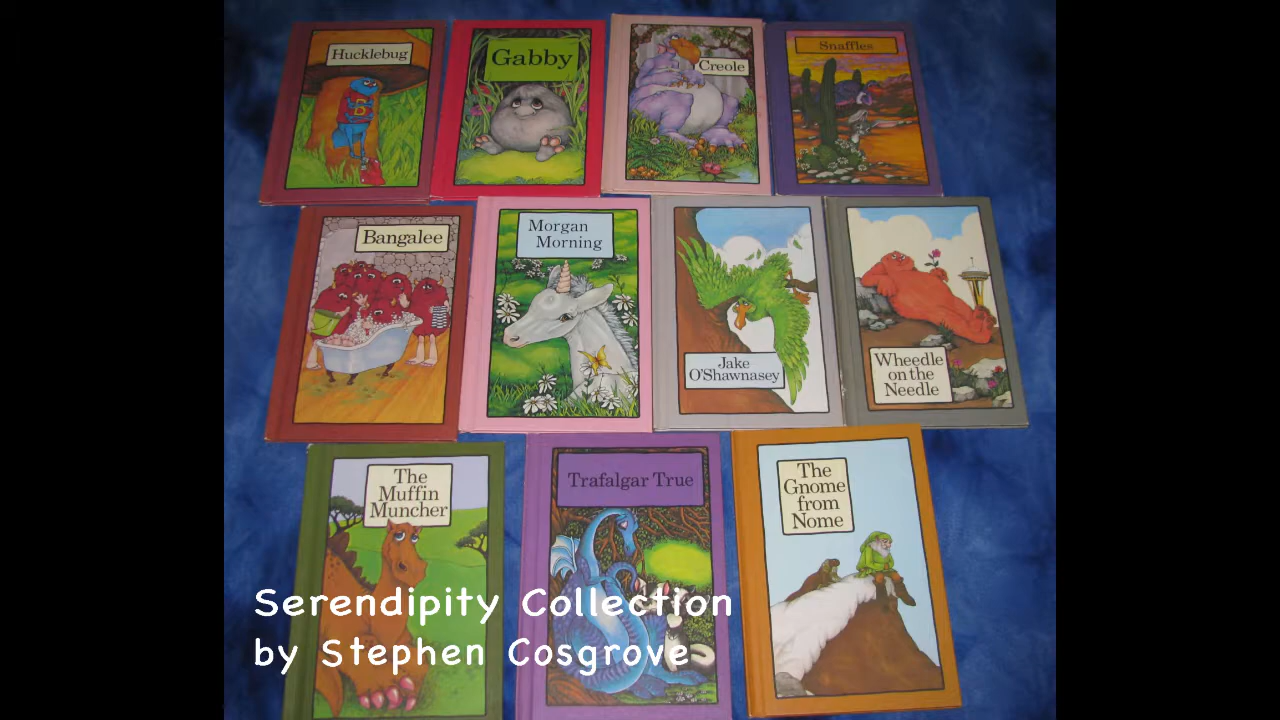 Hucklebug
Gabby
Creole
Snaffles
Bangalee
Morgan
Morning
Jake
O'Shawnasey
Wheedle
on the
Needle
The
Muffin
Muncher
Trafalgar True
The
Gnome
from
Nome
B
Serendipity Collection
by Stephen Cosgrove